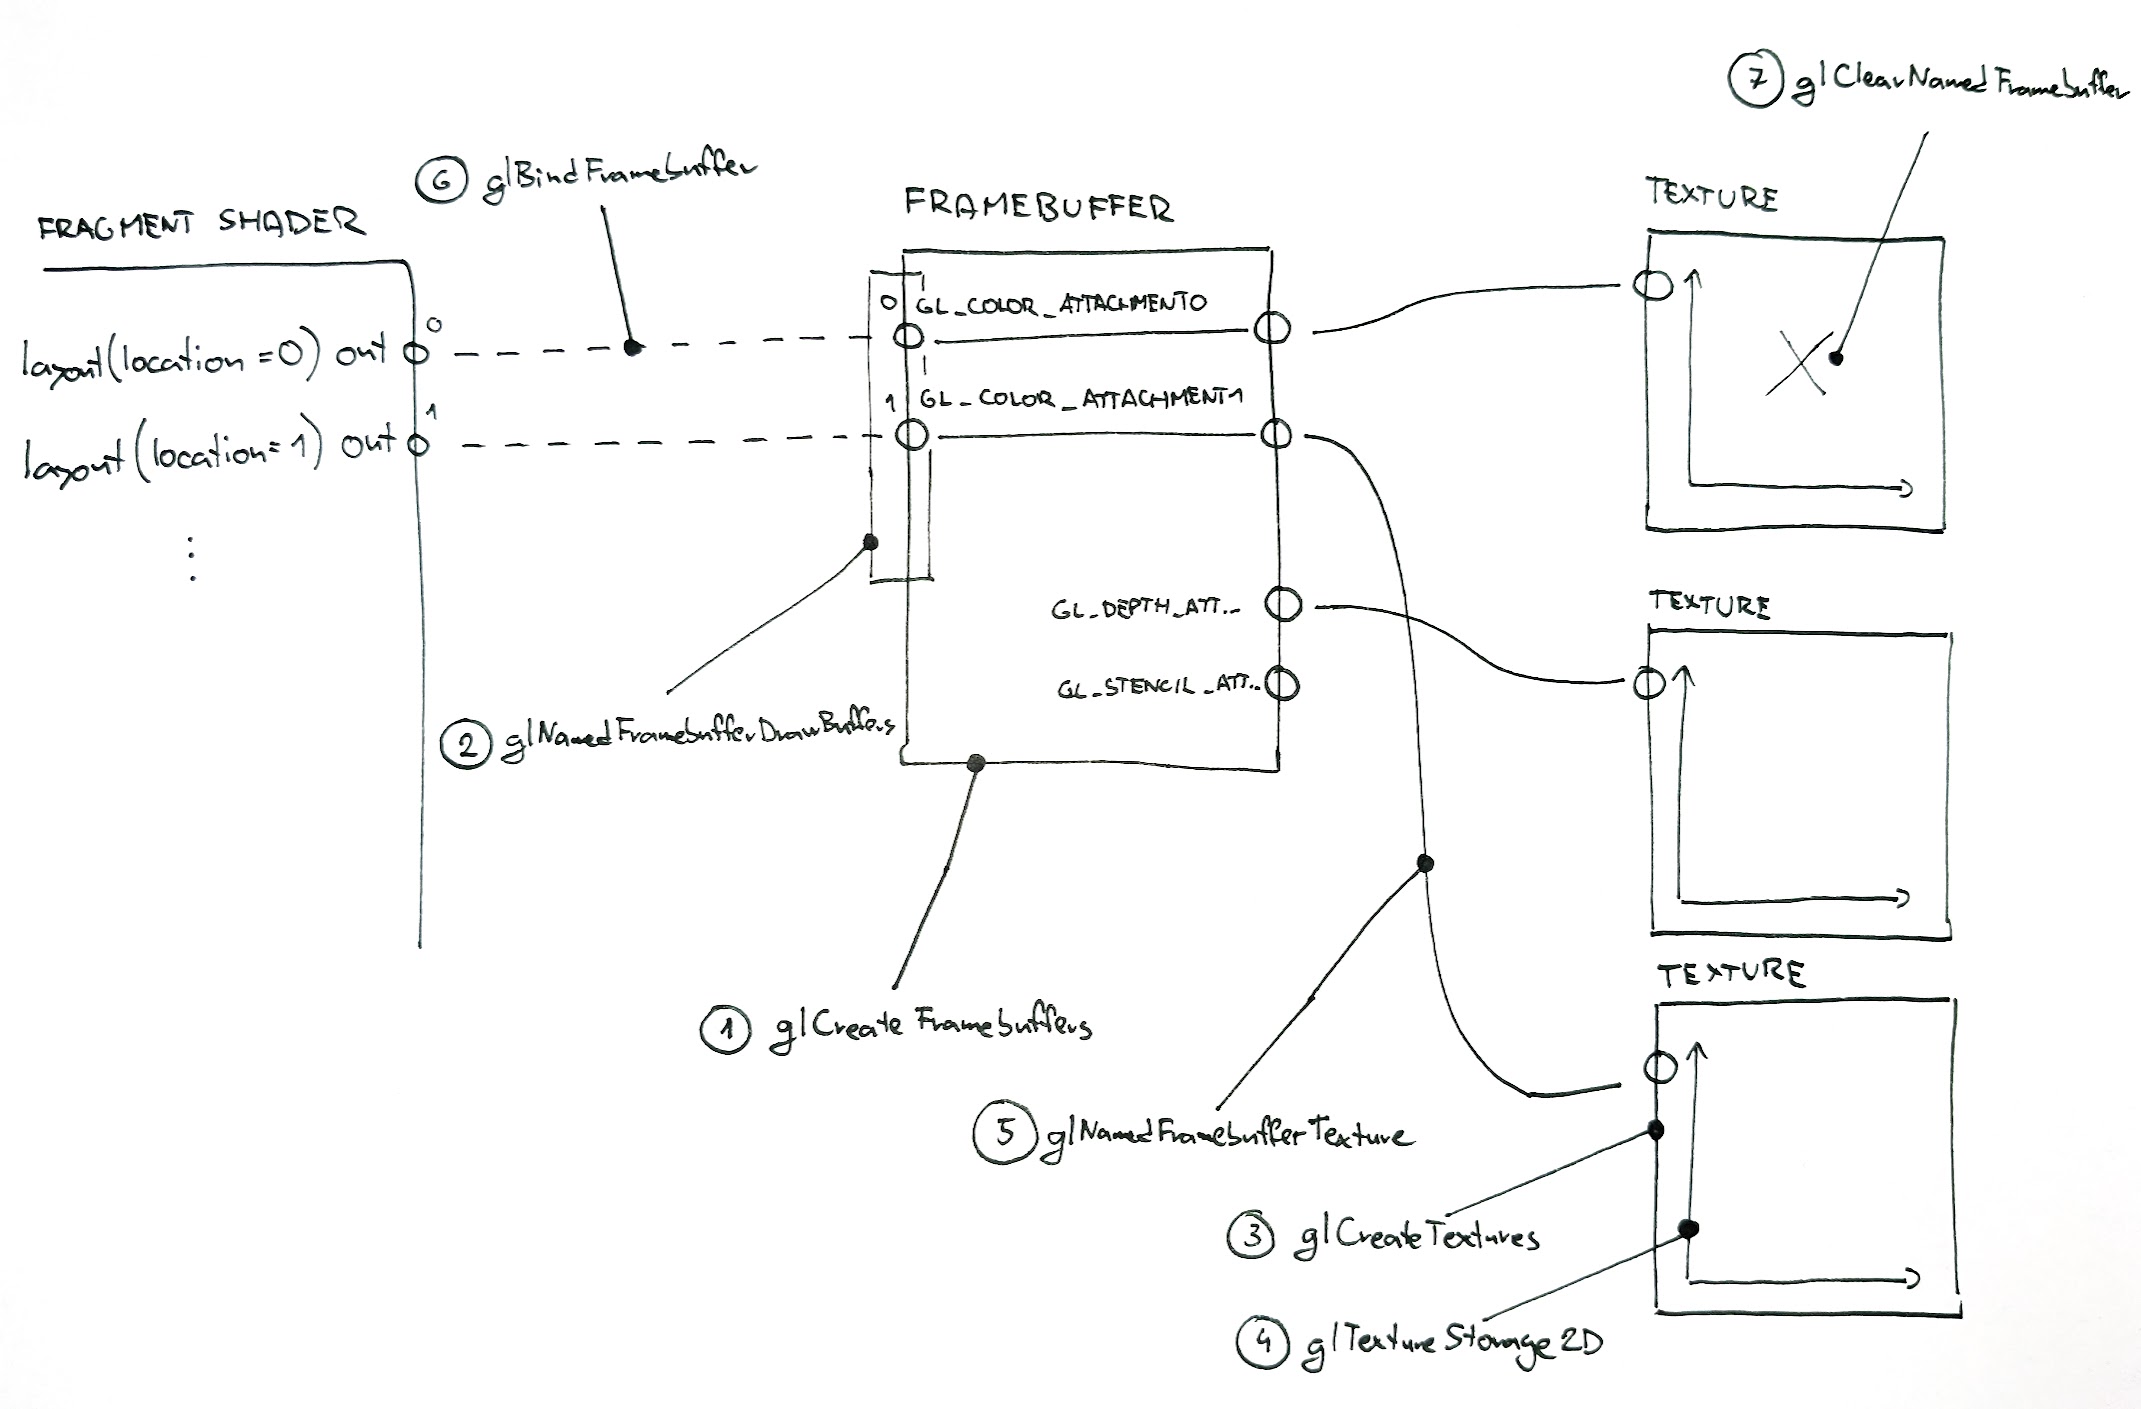 7 glClearNamedFramebuffer
6 glBindFramebuffer
FRAGMENT SHADER
FRAMEBUFFER
TEXTURE
0 GL_COLOR_ATTACHMENT0
layout(location=0) out 0
1 GL_COLOR_ATTACHMENT1
layout(location=1) out 1
⋮
GL_DEPTH_ATT..
TEXTURE
GL_STENCIL_ATT..
2 glNamedFramebufferDrawBuffers
TEXTURE
1 glCreateFramebuffers
5 glNamedFramebufferTexture
3 glCreateTextures
4 glTextureStorage2D